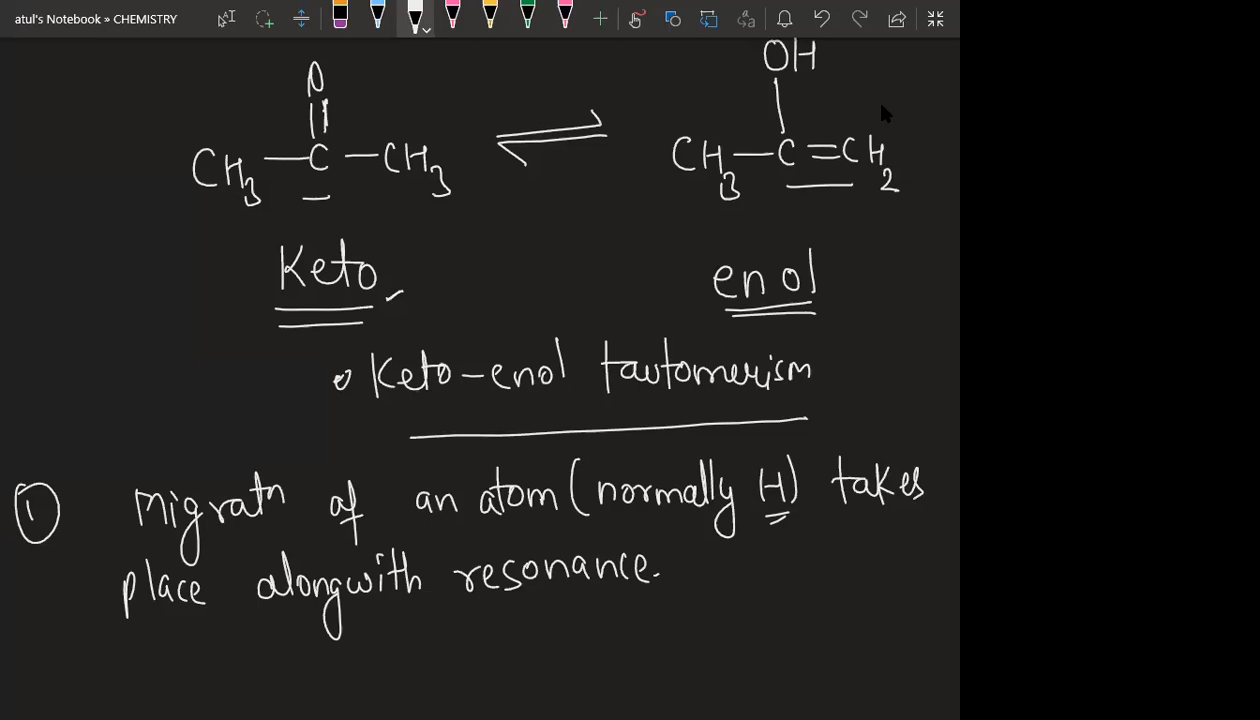 atul's Notebook » CHEMISTRY
O OH
CH3—C—CH3 ⇌ CH3—C=CH2
Keto ✓ enol
• Keto-enol tautomerism
① Migratn of an atom (normally H) takes
place alongwith resonance.